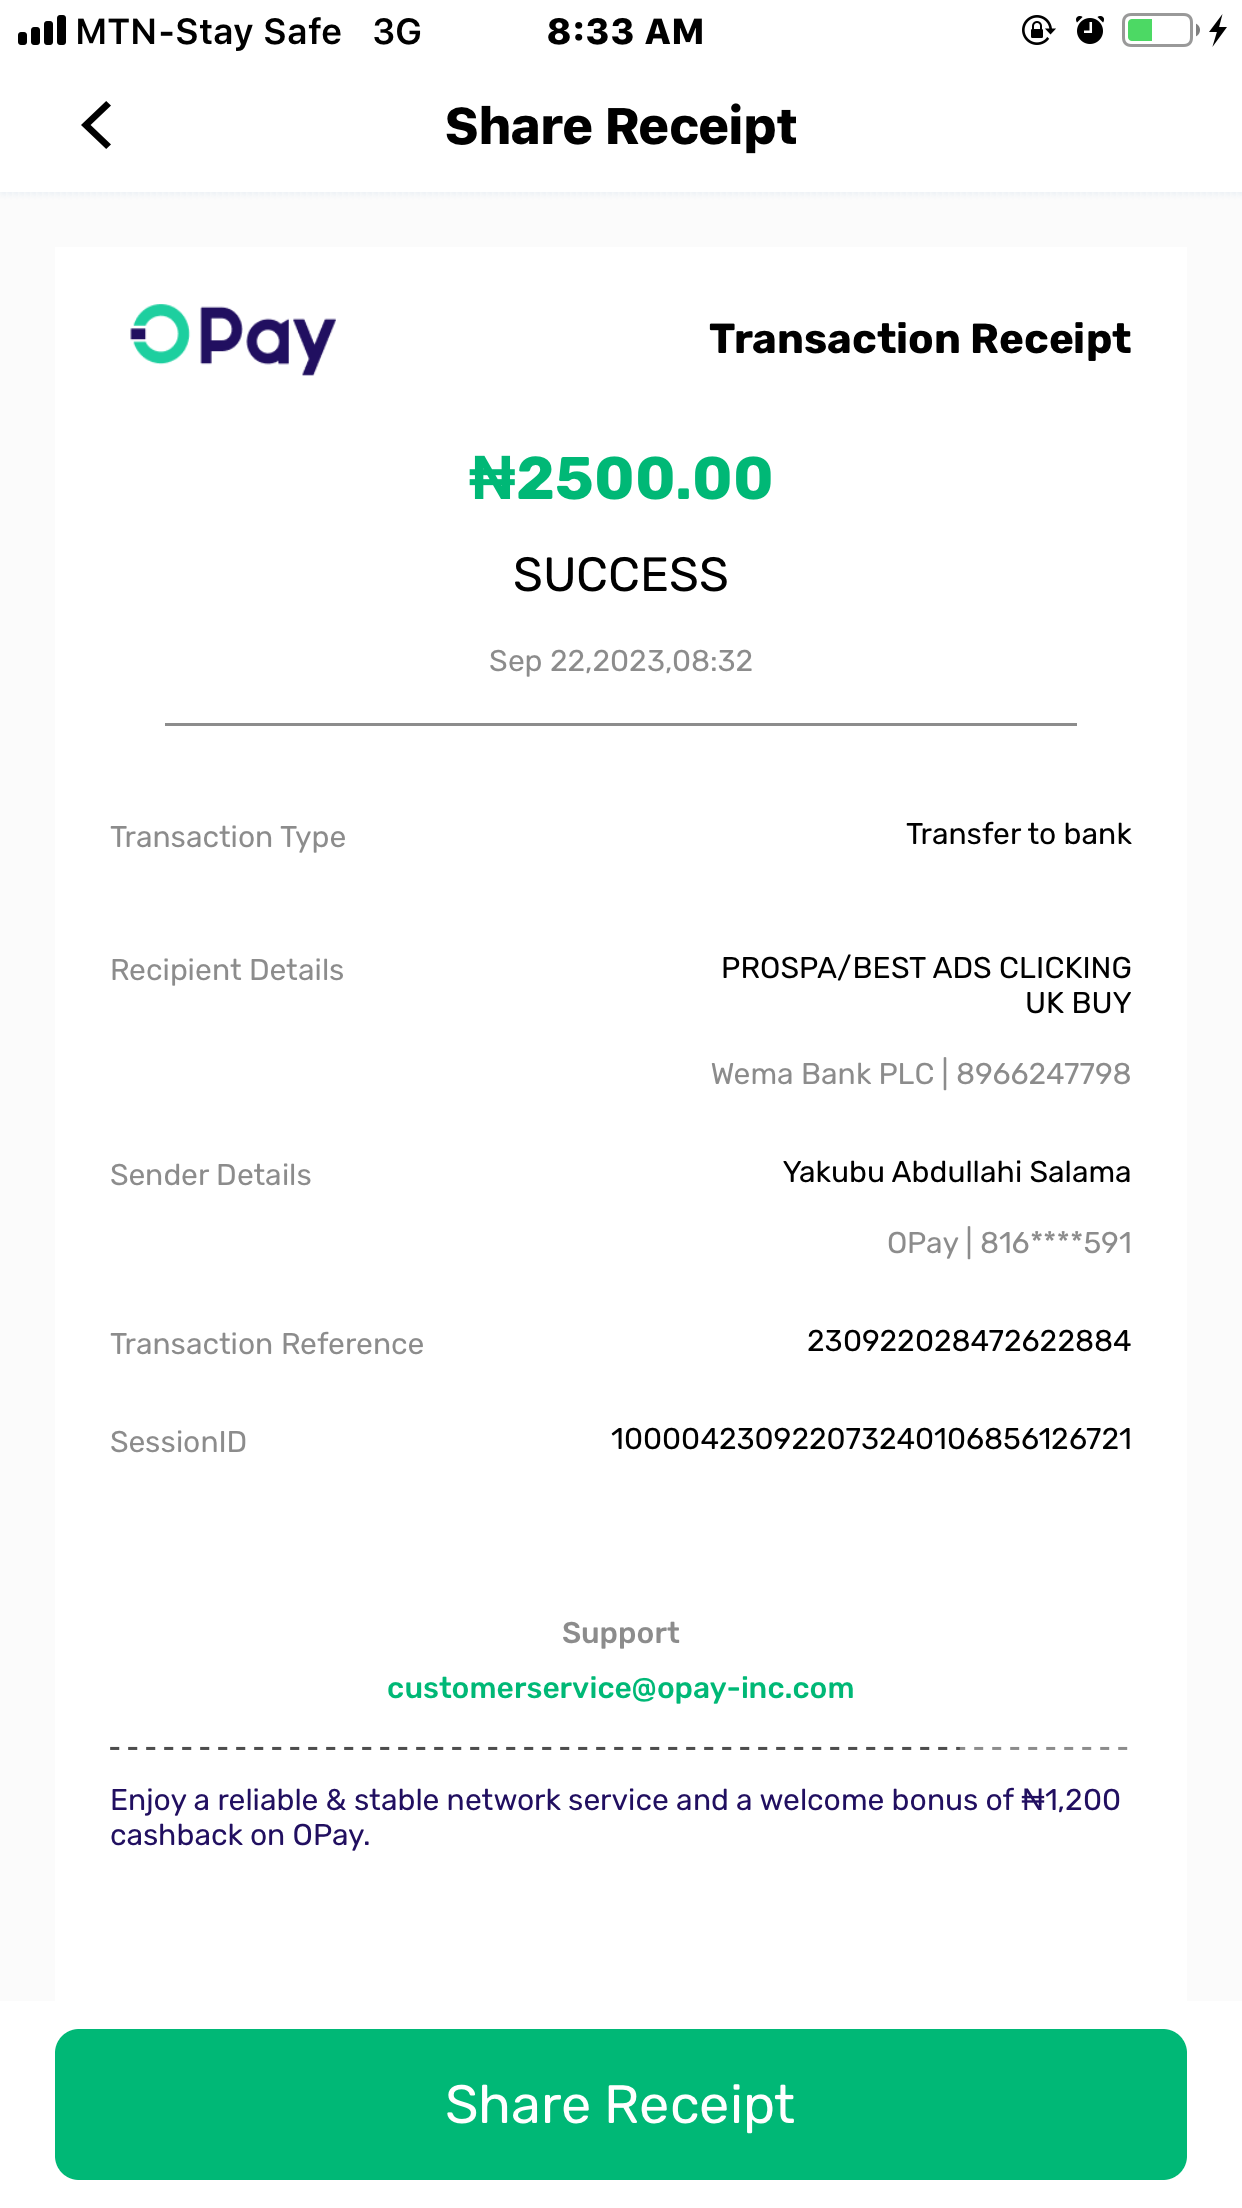 MTN-Stay Safe 3G 8:33 AM
Share Receipt
OPay
Transaction Receipt
₦2500.00
SUCCESS
Sep 22,2023,08:32
Transaction Type
Transfer to bank
Recipient Details
PROSPA/BEST ADS CLICKING
UK BUY
Wema Bank PLC | 8966247798
Sender Details
Yakubu Abdullahi Salama
OPay | 816****591
Transaction Reference
230922028472622884
SessionID
100004230922073240106856126721
Support
customerservice@opay-inc.com
Enjoy a reliable & stable network service and a welcome bonus of ₦1,200
cashback on OPay.
Share Receipt